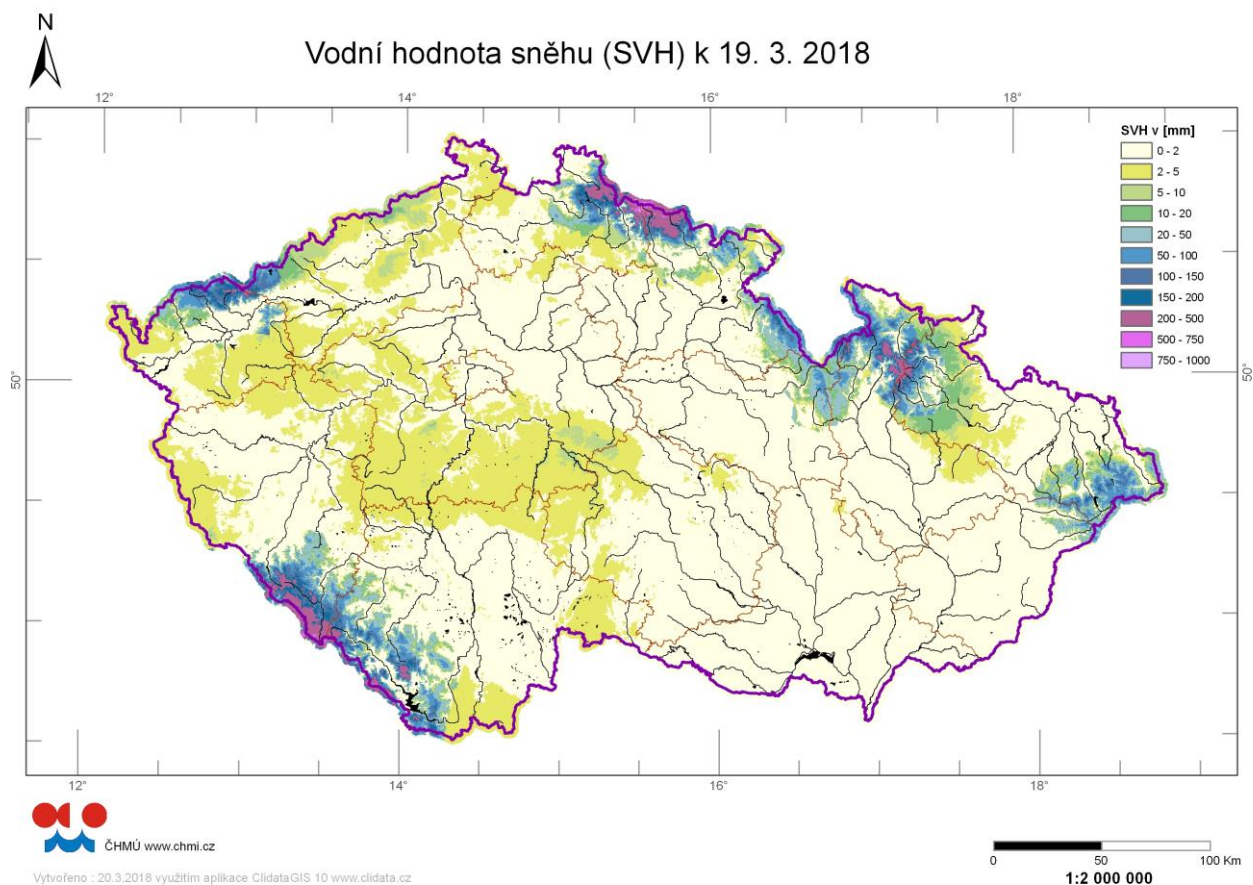 N
Vodní hodnota sněhu (SVH) k 19. 3. 2018
12°
14°
16°
18°
SVH v [mm]
0 - 2
2 - 5
5 - 10
10 - 20
20 - 50
50 - 100
100 - 150
150 - 200
200 - 500
500 - 750
750 - 1000
50°
50°
12°
14°
16°
18°
ČHMÚ www.chmi.cz
0 50 100 Km
1:2 000 000
Vytvořeno : 20.3.2018 využitím aplikace ClidataGIS 10 www.clidata.cz